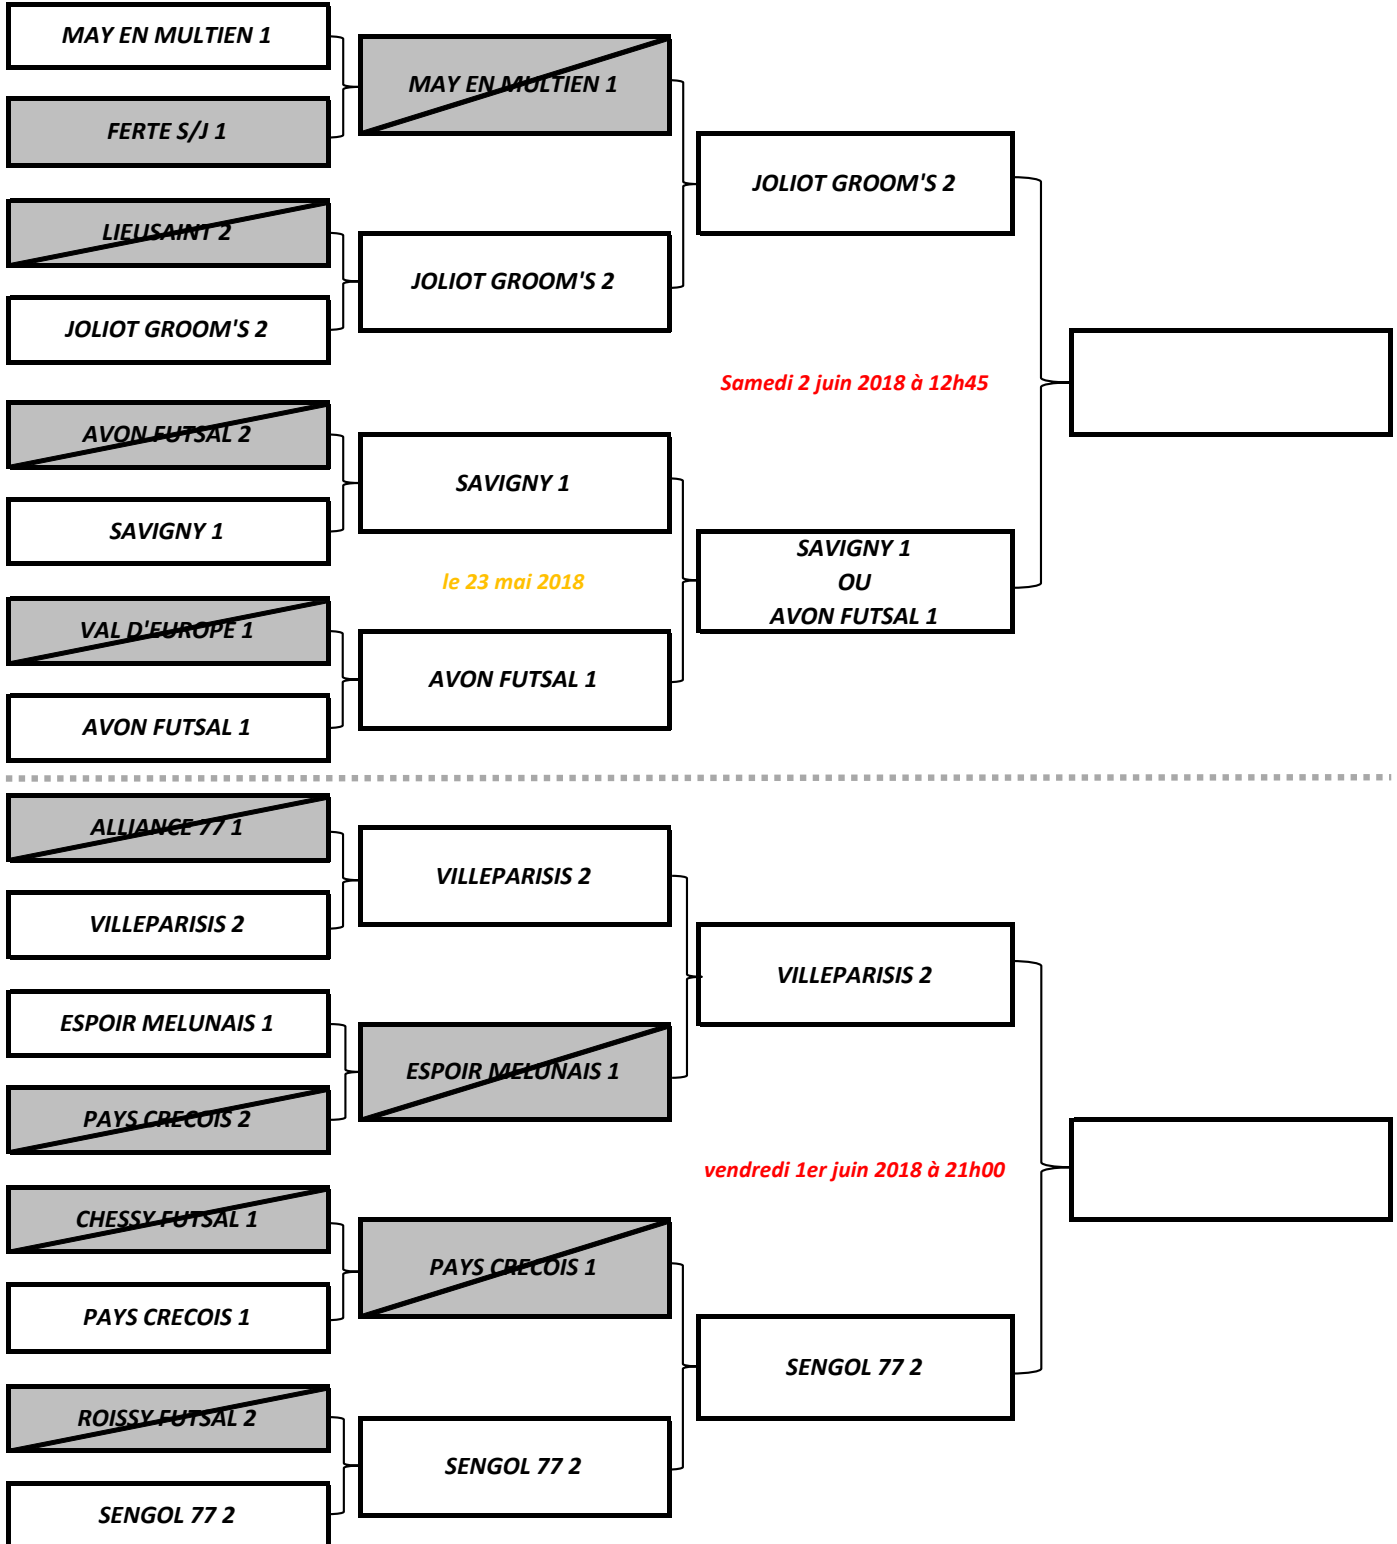 MAY EN MULTIEN 1
FERTE S/J 1
LIEUSAINT 2
JOLIOT GROOM'S 2
AVON FUTSAL 2
SAVIGNY 1
VAL D'EUROPE 1
AVON FUTSAL 1
MAY EN MULTIEN 1
JOLIOT GROOM'S 2
SAVIGNY 1
le 23 mai 2018
AVON FUTSAL 1
JOLIOT GROOM'S 2
Samedi 2 juin 2018 à 12h45
SAVIGNY 1
OU
AVON FUTSAL 1
ALLIANCE 77 1
VILLEPARISIS 2
ESPOIR MELUNAIS 1
PAYS CRECOIS 2
CHESSY FUTSAL 1
PAYS CRECOIS 1
ROISSY FUTSAL 2
SENGOL 77 2
VILLEPARISIS 2
ESPOIR MELUNAIS 1
PAYS CRECOIS 1
SENGOL 77 2
VILLEPARISIS 2
vendredi 1er juin 2018 à 21h00
SENGOL 77 2